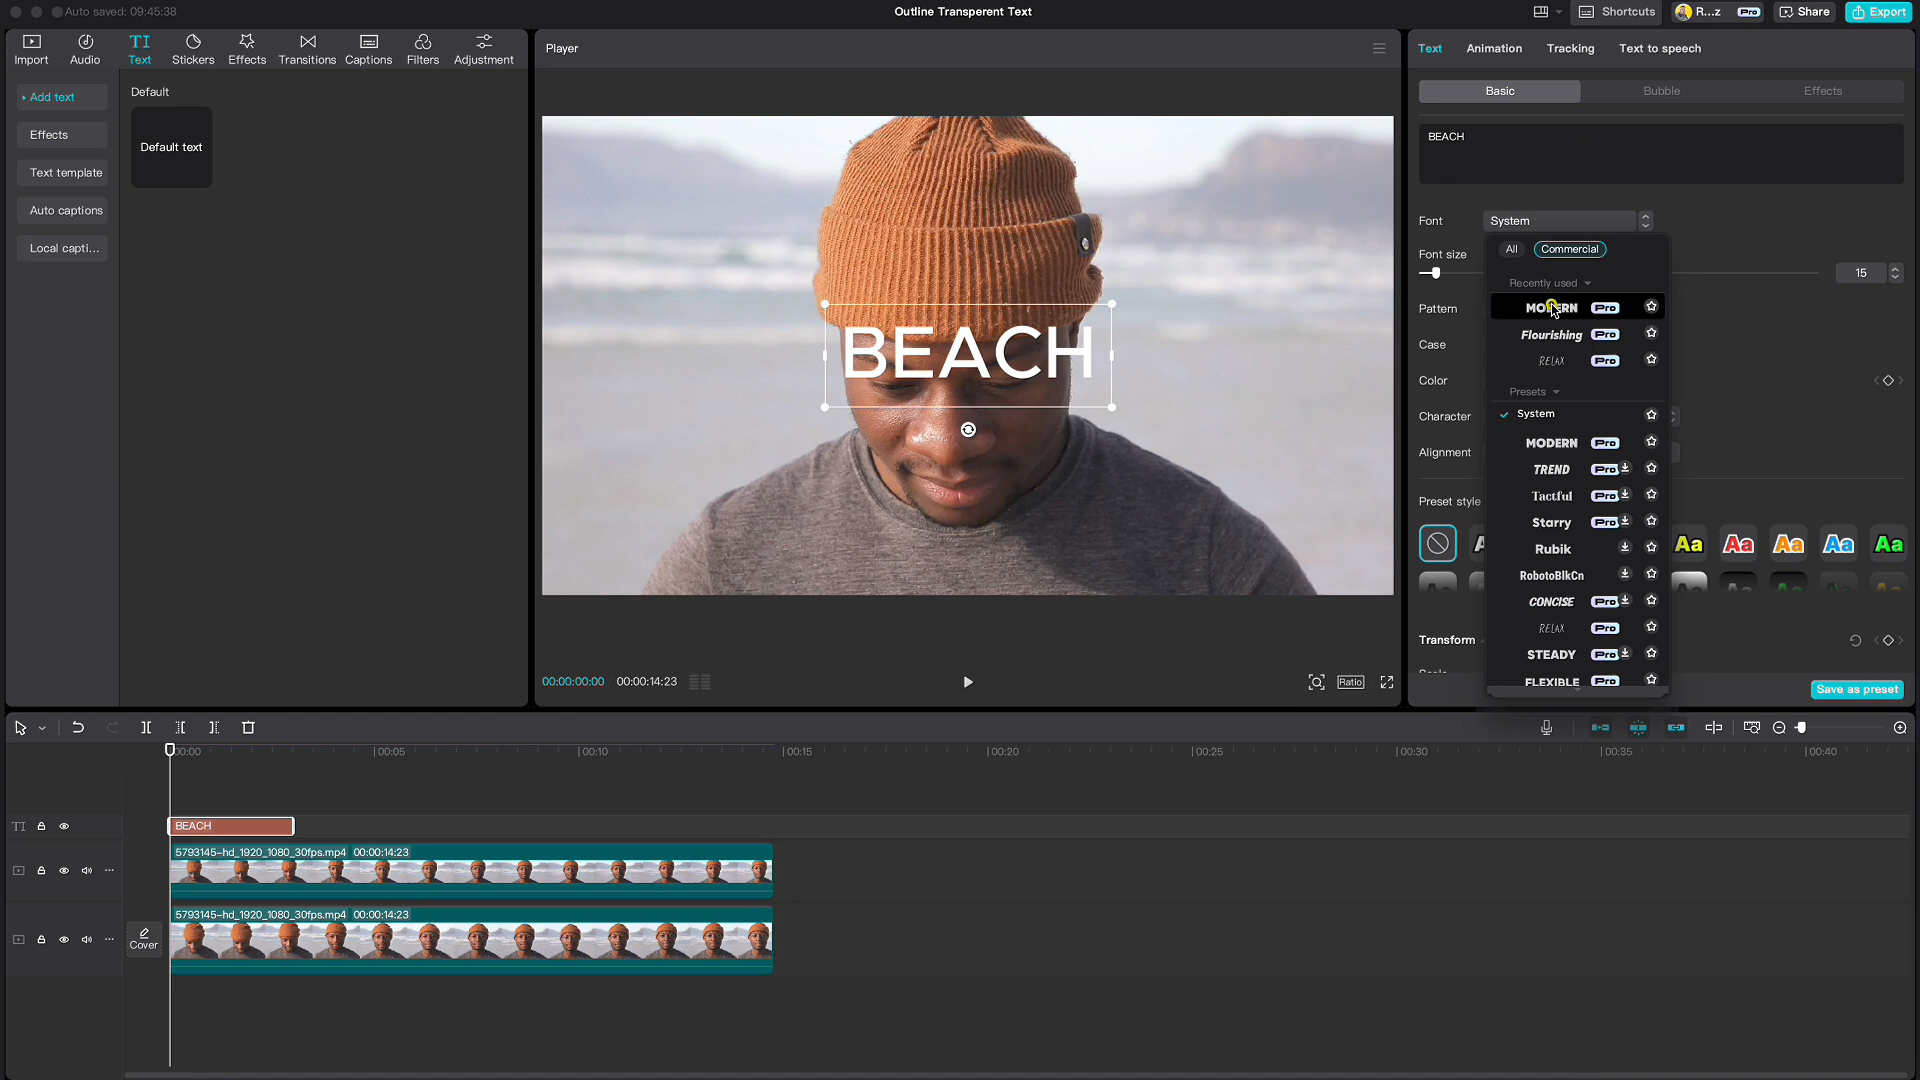 Auto saved: 09:45:38
Outline Transperent Text
Shortcuts
R...z
Pro
Share
Export
Import
Audio
TI
Text
Stickers
Effects
Transitions
Captions
Filters
Adjustment
Add text
Effects
Text template
Auto captions
Local capti...
Default
Default text
Player
BEACH
00:00:00:00
00:00:14:23
Ratio
Text
Animation
Tracking
Text to speech
Basic
Bubble
Effects
BEACH
Font
System
Font size
15
Pattern
Case
Color
Character
Alignment
Preset style
Aa
Aa
Aa
Aa
Aa
Transform
Save as preset
All
Commercial
Recently used
MODERN Pro
Flourishing Pro
RELAX Pro
Presets
System
MODERN Pro
TREND Pro
Tactful Pro
Starry Pro
Rubik
RobotoBlkCn
CONCISE Pro
RELAX Pro
STEADY Pro
FLEXIBLE Pro
00:00
00:05
00:10
00:15
00:20
00:25
00:30
00:35
00:40
TI
BEACH
5793145-hd_1920_1080_30fps.mp4 00:00:14:23
5793145-hd_1920_1080_30fps.mp4 00:00:14:23
Cover